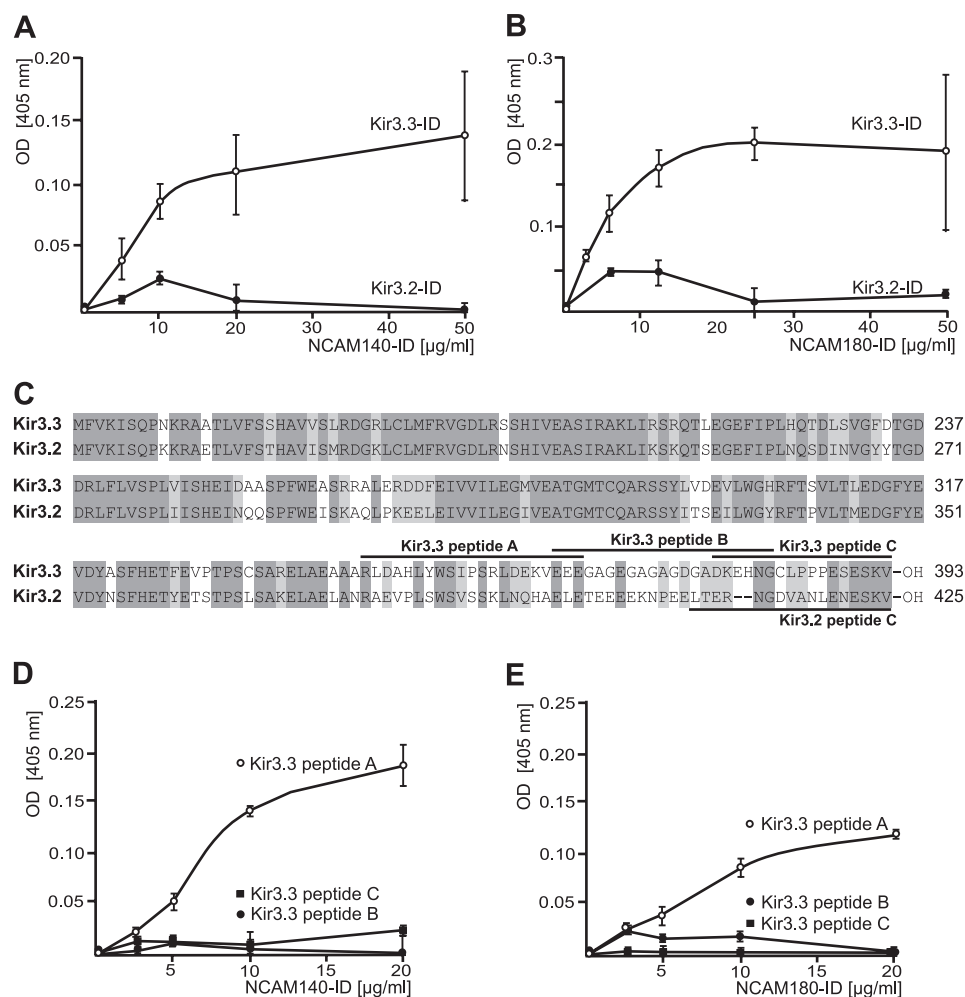 A
OD [405 nm]
0.20
0.15
0.10
0.05
Kir3.3-ID
Kir3.2-ID
10 20 30 40 50
NCAM140-ID [µg/ml]
B
OD [405 nm]
0.3
0.2
0.1
Kir3.3-ID
Kir3.2-ID
10 20 30 40 50
NCAM180-ID [µg/ml]
C
Kir3.3 MFVKISQPNKRAATLVFSSHAVVSLRDGRLCLMFRVGDLRSSHIVEASIRAKLIRSRQTLEGEFIPLHQTDLSVGFDTGD 237
Kir3.2 MFVKISQPKKRAETLVFSTHAVISMRDGKLCLMFRVGDLRNSHIVEASIRAKLIKSKQTSEGEFIPLNQSDINVGYYTGD 271
Kir3.3 DRLFLVSPLVISHEIDAASPFWEASRRALERDDFEIVVILEGMVEATGMTCQARSSYLVDEVLWGHRFTSVLTLEDGFYE 317
Kir3.2 DRLFLVSPLIISHEINQQSPFWEISKAQLPKEELEIVVILEGIVEATGMTCQARSSYITSEILWGYRFTPVLTMEDGFYE 351
Kir3.3 peptide A Kir3.3 peptide B Kir3.3 peptide C
Kir3.3 VDYASFHETFEVPTPSCSARELAEAAARLDAHLYWSIPSRLDEKVEEEGAGEGAGAGDGADKEHNGCLPPPESESKV-OH 393
Kir3.2 VDYNSFHETYETSTPSLSAKELAELANRAEVPLSWSVSSKLNQHAELETEEEEKNPEELTER--NGDVANLENESKV-OH 425
Kir3.2 peptide C
D
OD [405 nm]
0.25
0.20
0.15
0.10
0.05
Kir3.3 peptide A
Kir3.3 peptide C
Kir3.3 peptide B
5 10 20
NCAM140-ID [µg/ml]
E
OD [405 nm]
0.25
0.20
0.15
0.10
0.05
Kir3.3 peptide A
Kir3.3 peptide B
Kir3.3 peptide C
5 10 20
NCAM180-ID [µg/ml]